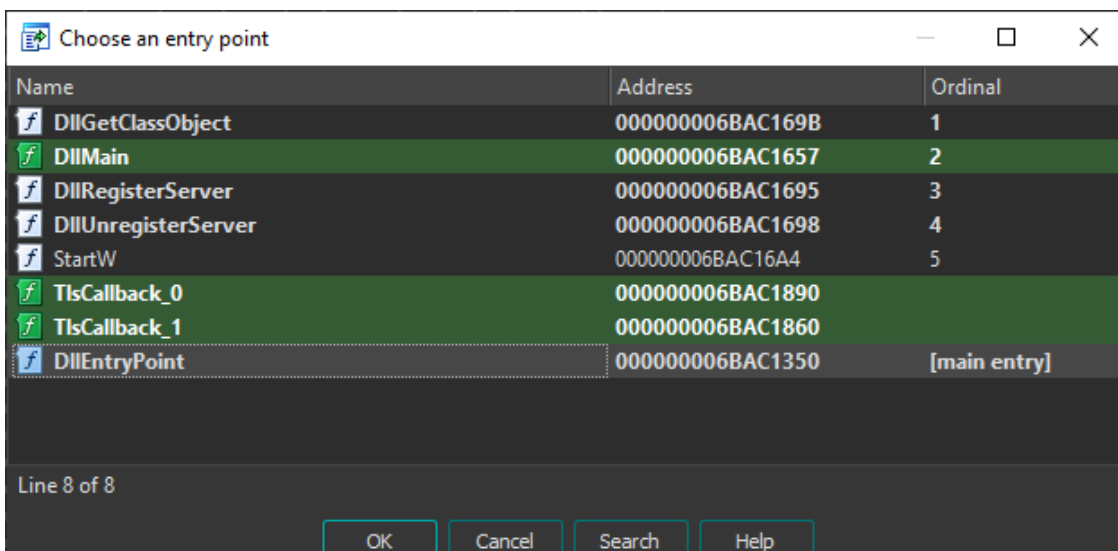 Choose an entry point
Name Address Ordinal
f DllGetClassObject 000000006BAC169B 1
f DllMain 000000006BAC1657 2
f DllRegisterServer 000000006BAC1695 3
f DllUnregisterServer 000000006BAC1698 4
f StartW 000000006BAC16A4 5
f TlsCallback_0 000000006BAC1890
f TlsCallback_1 000000006BAC1860
f DllEntryPoint 000000006BAC1350 [main entry]
Line 8 of 8
OK Cancel Search Help